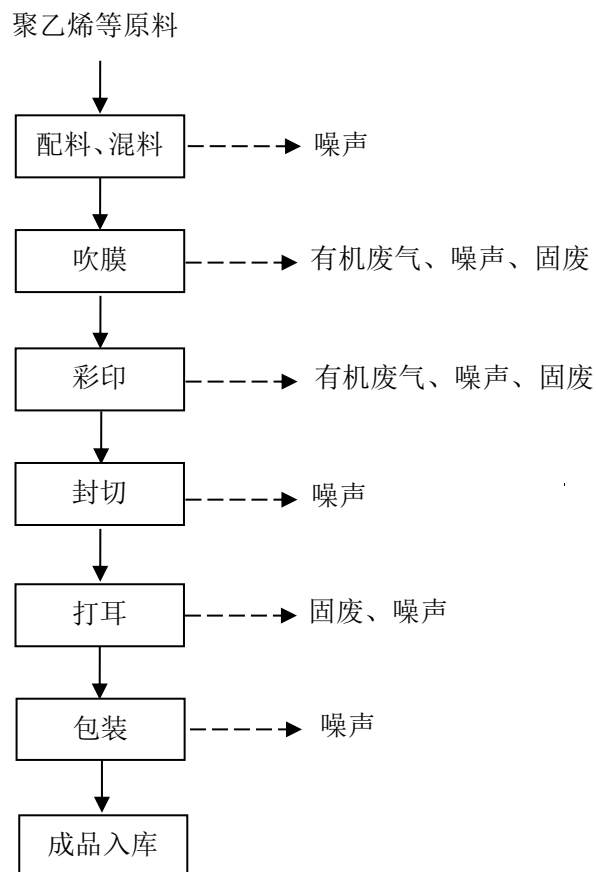 聚乙烯等原料
配料、混料
噪声
吹膜
有机废气、噪声、固废
彩印
有机废气、噪声、固废
封切
噪声
打耳
固废、噪声
包装
噪声
成品入库